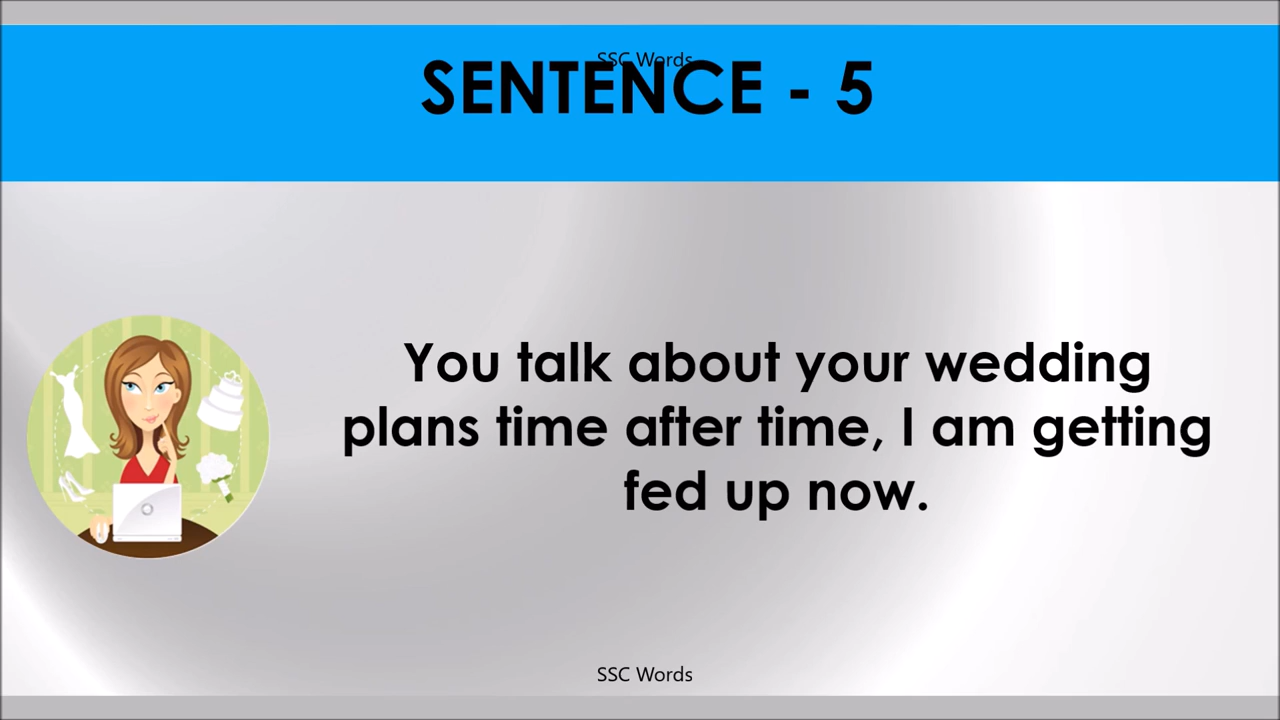 SSC Words
SENTENCE - 5
You talk about your wedding
plans time after time, I am getting
fed up now.
SSC Words